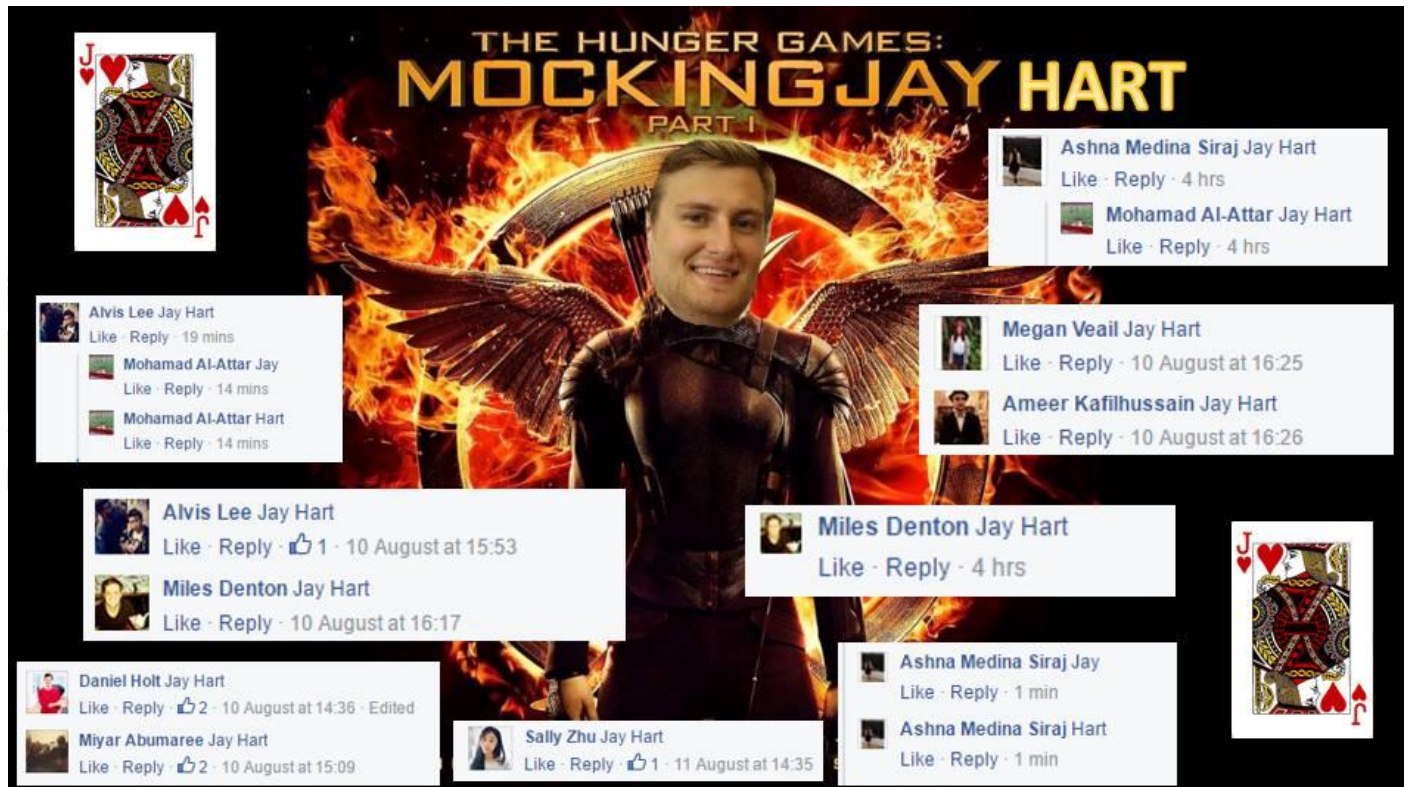 THE HUNGER GAMES:
MOCKINGJAY HART
PART I
J
J
Ashna Medina Siraj Jay Hart
Like · Reply · 4 hrs
Mohamad Al-Attar Jay Hart
Like · Reply · 4 hrs
Alvis Lee Jay Hart
Like · Reply · 19 mins
Mohamad Al-Attar Jay
Like · Reply · 14 mins
Mohamad Al-Attar Hart
Like · Reply · 14 mins
Megan Veail Jay Hart
Like · Reply · 10 August at 16:25
Ameer Kafilhussain Jay Hart
Like · Reply · 10 August at 16:26
Alvis Lee Jay Hart
Like · Reply · 1 · 10 August at 15:53
Miles Denton Jay Hart
Like · Reply · 10 August at 16:17
Miles Denton Jay Hart
Like · Reply · 4 hrs
J
J
Daniel Holt Jay Hart
Like · Reply · 2 · 10 August at 14:36 · Edited
Miyar Abumaree Jay Hart
Like · Reply · 2 · 10 August at 15:09
Sally Zhu Jay Hart
Like · Reply · 1 · 11 August at 14:35
Ashna Medina Siraj Jay
Like · Reply · 1 min
Ashna Medina Siraj Hart
Like · Reply · 1 min